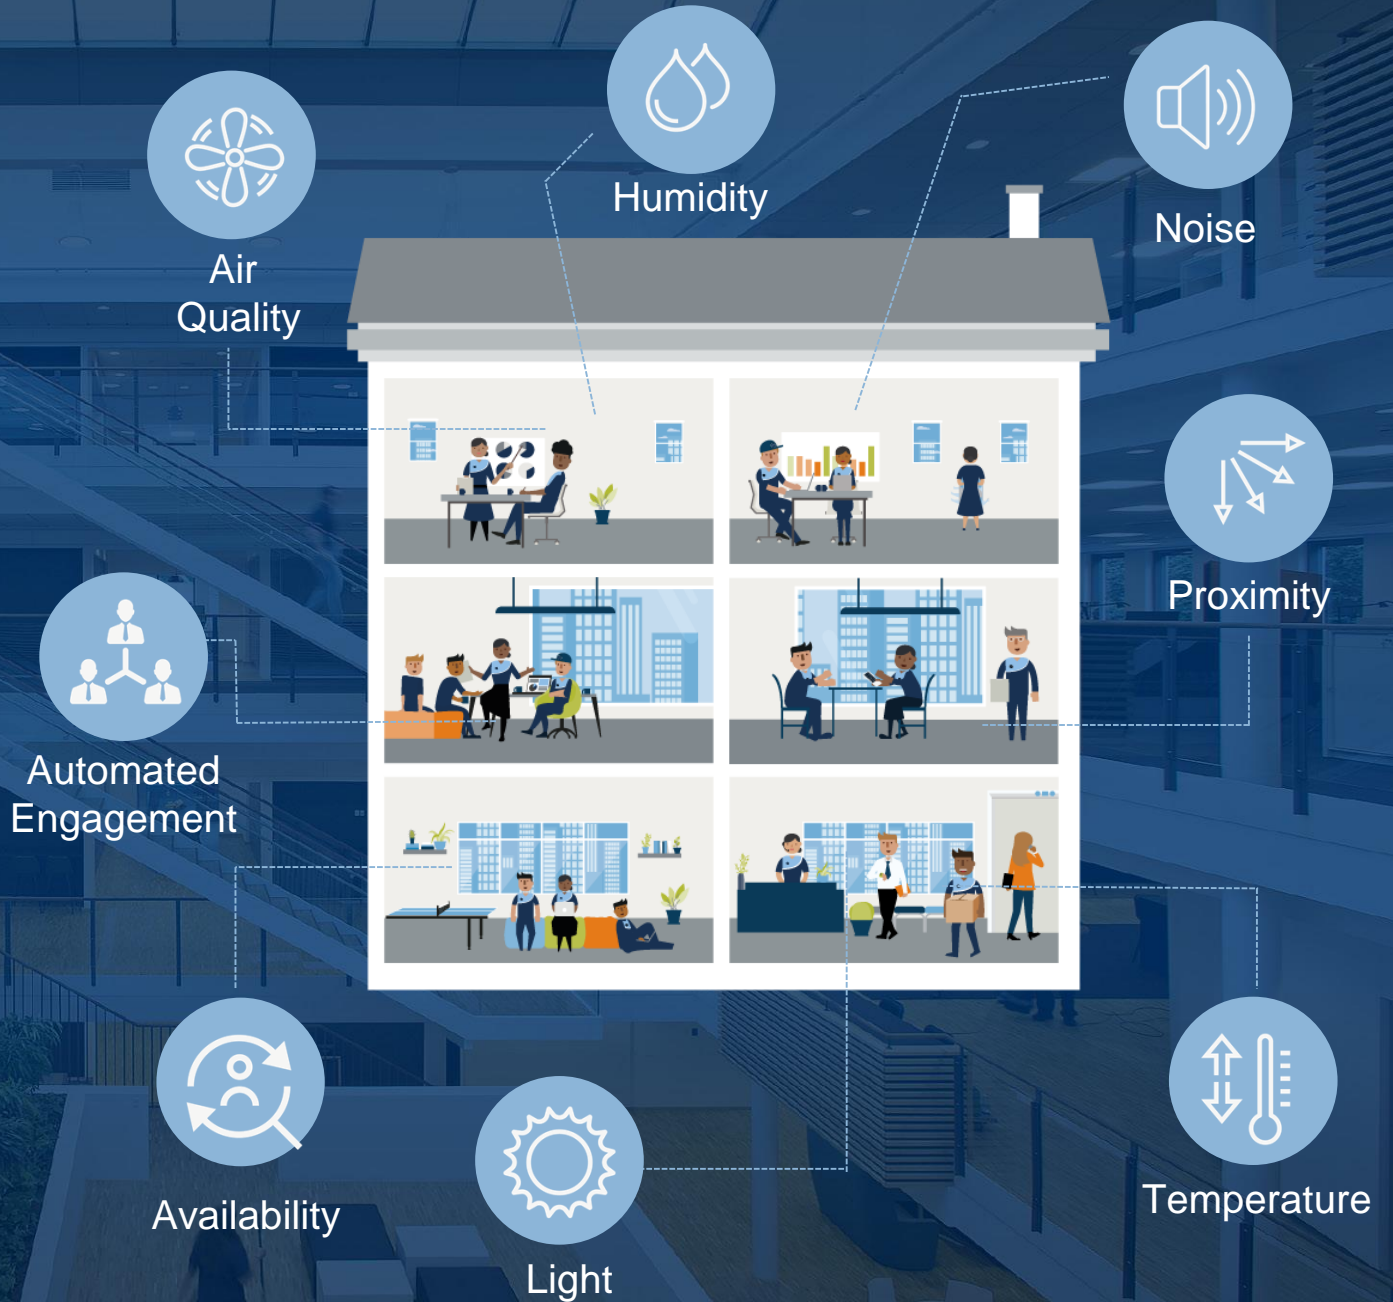 Humidity
Noise
Air
Quality
Proximity
Automated
Engagement
Availability
Temperature
Light